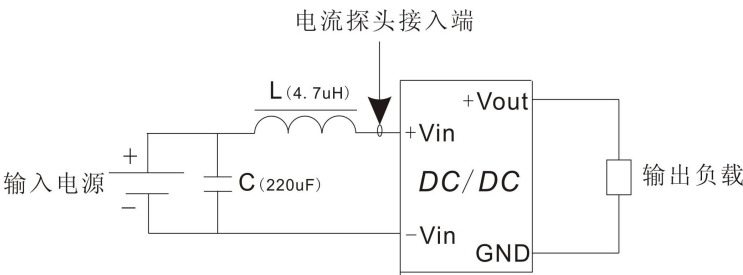 电流探头接入端
L(4. 7uH)
+Vout
+Vin
+
输入电源
C(220uF)
DC/DC
输出负载
−
−Vin
GND